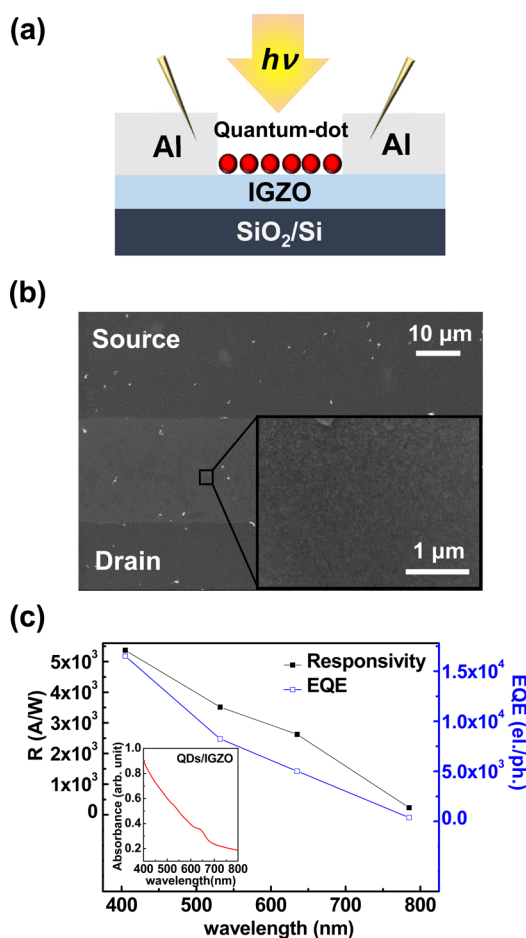 (a)
hν
Quantum-dot
Al
Al
IGZO
SiO₂/Si
(b)
Source
10 μm
Drain
1 μm
(c)
R (A/W)
5x10³
4x10³
3x10³
2x10³
1x10³
0
Responsivity
EQE
1.5x10⁴
1.0x10⁴
5.0x10³
0.0
EQE (el./ph.)
QDs/IGZO
Absorbance (arb. unit)
1.0
0.8
0.6
0.4
0.2
400 500 600 700 800
wavelength(nm)
400 500 600 700 800
wavelength (nm)